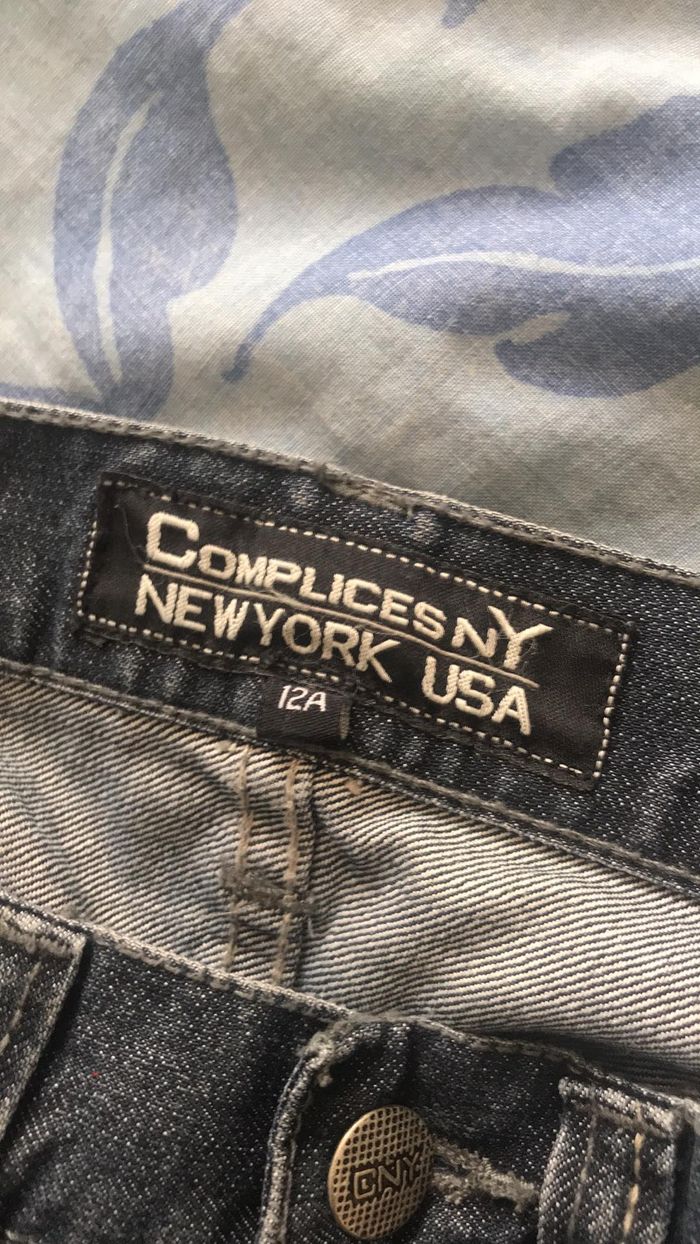 COMPLICES NY
NEWYORK USA
12A
CNY